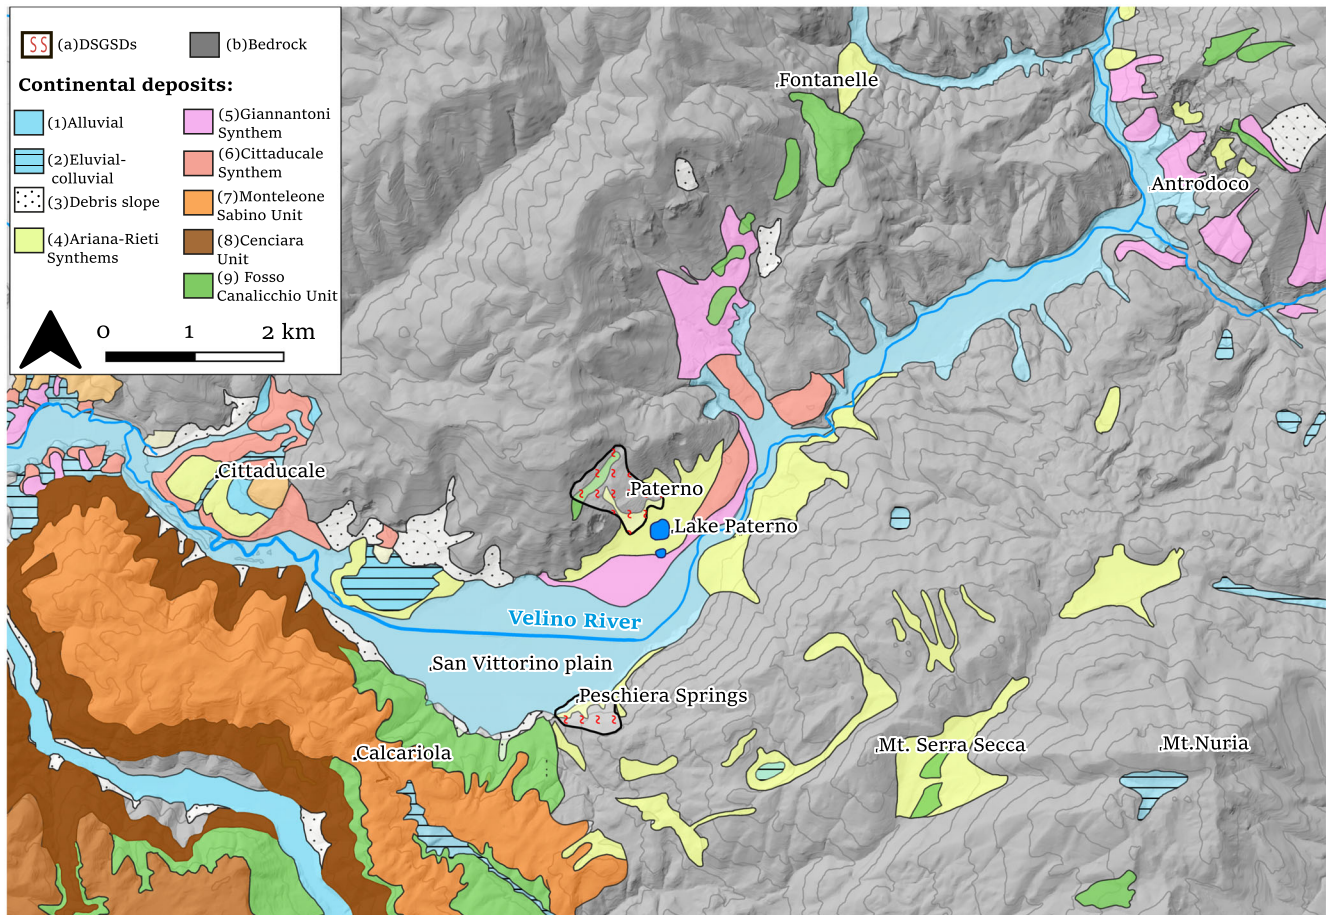 (a)DSGSDs
(b)Bedrock
Continental deposits:
(1)Alluvial
(2)Eluvial-
colluvial
(3)Debris slope
(4)Ariana-Rieti
Synthems
(5)Giannantoni
Synthem
(6)Cittaducale
Synthem
(7)Monteleone
Sabino Unit
(8)Cenciara
Unit
(9) Fosso
Canalicchio Unit
0 1 2 km
Fontanelle
Antrodoco
Cittaducale
Paterno
Lake Paterno
Velino River
San Vittorino plain
Peschiera Springs
Calcariola
Mt. Serra Secca
Mt.Nuria